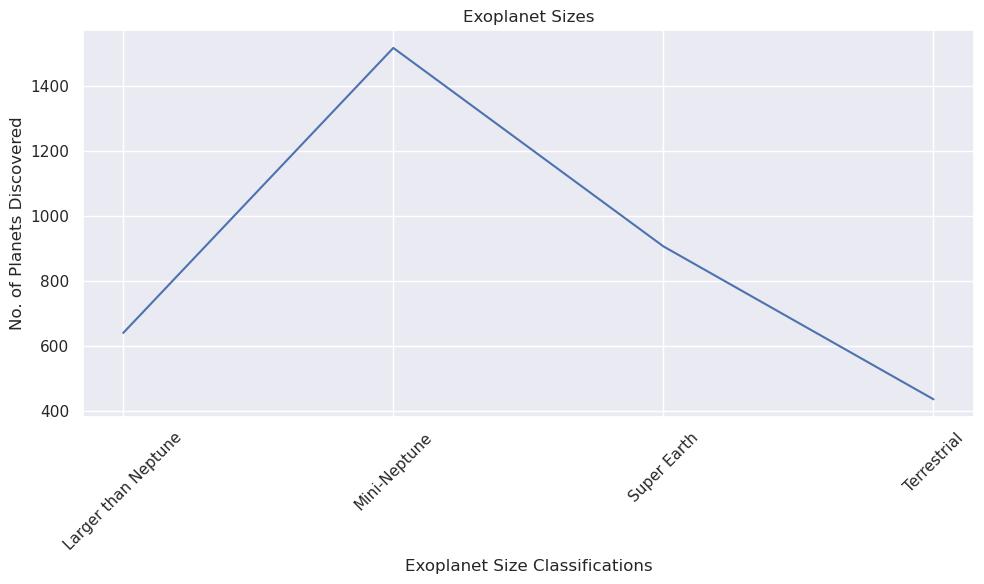 Exoplanet Sizes
No. of Planets Discovered
1400
1200
1000
800
600
400
Larger than Neptune
Mini-Neptune
Super Earth
Terrestrial
Exoplanet Size Classifications